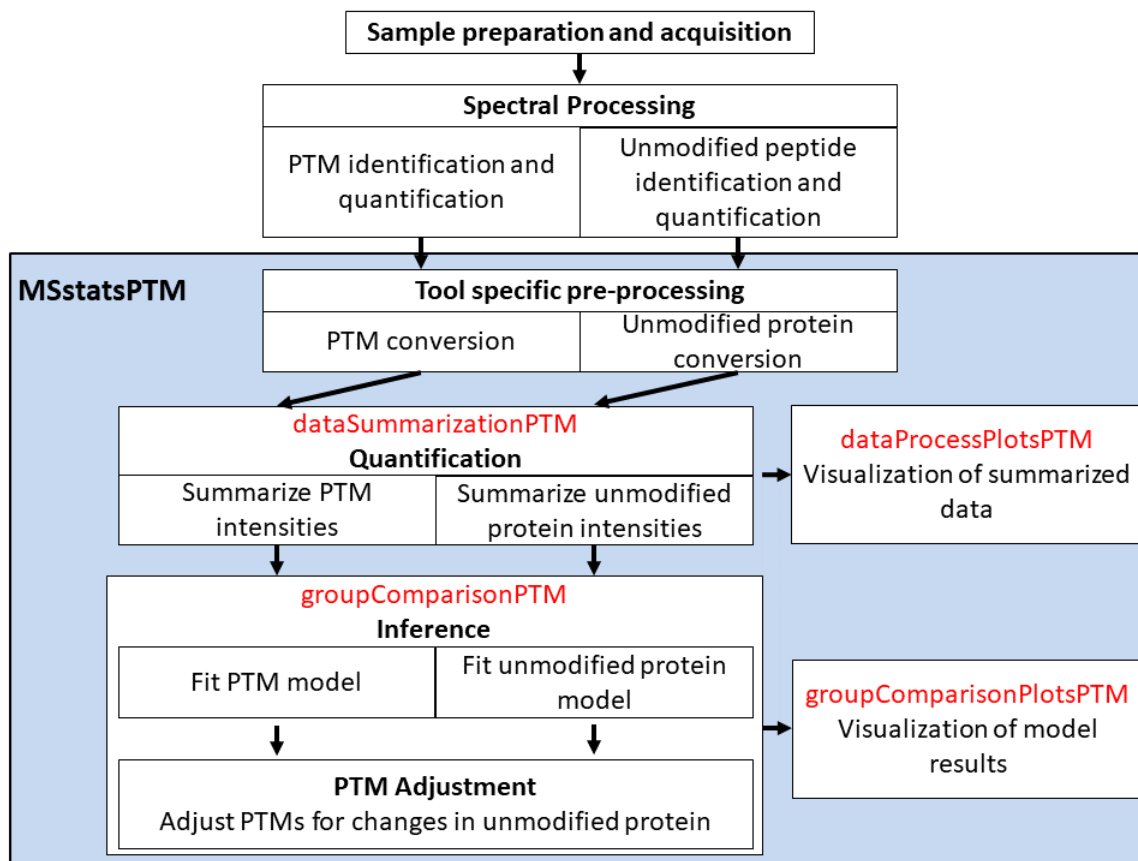 Sample preparation and acquisition
Spectral Processing
PTM identification and
quantification
Unmodified peptide
identification and
quantification
MSstatsPTM
Tool specific pre-processing
PTM conversion
Unmodified protein
conversion
dataSummarizationPTM
Quantification
Summarize PTM
intensities
Summarize unmodified
protein intensities
dataProcessPlotsPTM
Visualization of summarized
data
groupComparisonPTM
Inference
Fit PTM model
Fit unmodified protein
model
groupComparisonPlotsPTM
Visualization of model
results
PTM Adjustment
Adjust PTMs for changes in unmodified protein